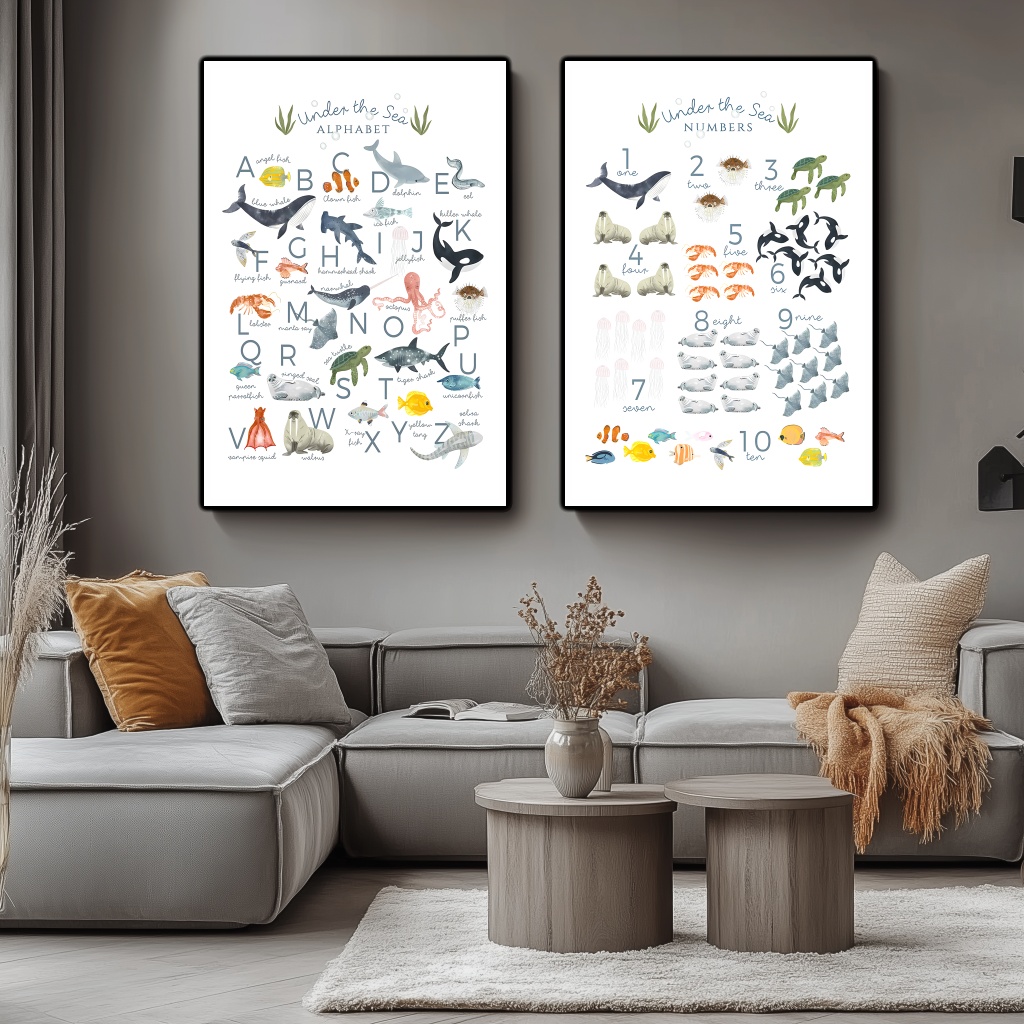 Under the Sea
ALPHABET
A angel fish
B
C clown fish
D dolphin
E eel
blue whale
F flying fish
G gurnard
H hammerhead shark
I ice fish
J jellyfish
killer whale
K
L lobster
M manta ray
narwhal
N
octopus
O
puffer fish
P
Q queen parrotfish
R ringed seal
sea turtle
S
T tiger shark
U unicornfish
V vampire squid
W walrus
X-ray fish
X
Y yellow tang
zebra shark
Z
Under the Sea
NUMBERS
1 one
2 two
3 three
4 four
5 five
6 six
7 seven
8 eight
9 nine
10 ten